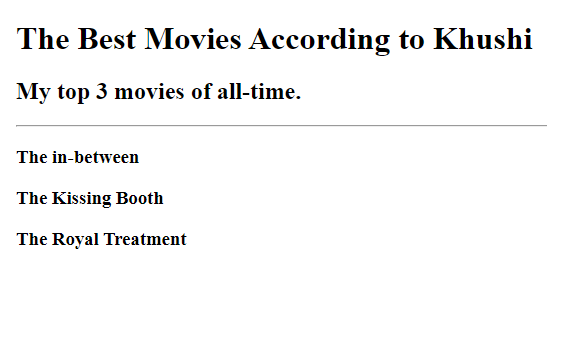 The Best Movies According to Khushi
My top 3 movies of all-time.
The in-between
The Kissing Booth
The Royal Treatment